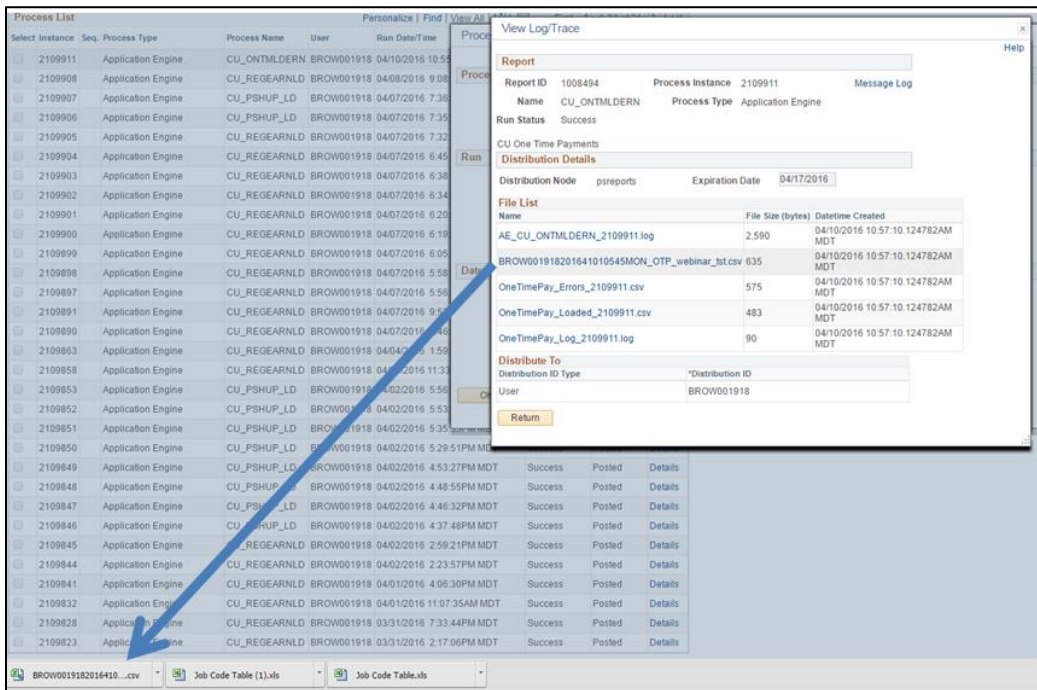 Process List
Personalize | Find | View All
Select Instance Seq. Process Type Process Name User Run Date/Time
2109911 Application Engine CU_ONTMLDERN BROW001918 04/10/2016 10:55
2109908 Application Engine CU_REGEARNLD BROW001918 04/08/2016 9:08
2109907 Application Engine CU_PSHUP_LD BROW001918 04/07/2016 7:36
2109906 Application Engine CU_PSHUP_LD BROW001918 04/07/2016 7:35
2109905 Application Engine CU_REGEARNLD BROW001918 04/07/2016 7:32
2109904 Application Engine CU_REGEARNLD BROW001918 04/07/2016 6:45
2109903 Application Engine CU_REGEARNLD BROW001918 04/07/2016 6:38
2109902 Application Engine CU_REGEARNLD BROW001918 04/07/2016 6:34
2109901 Application Engine CU_REGEARNLD BROW001918 04/07/2016 6:20
2109900 Application Engine CU_REGEARNLD BROW001918 04/07/2016 6:19
2109899 Application Engine CU_REGEARNLD BROW001918 04/07/2016 6:05
2109898 Application Engine CU_REGEARNLD BROW001918 04/07/2016 5:58
2109897 Application Engine CU_REGEARNLD BROW001918 04/07/2016 5:56
2109891 Application Engine CU_REGEARNLD BROW001918 04/07/2016
2109890 Application Engine CU_REGEARNLD BROW001918 04/07/2016
2109863 Application Engine CU_REGEARNLD BROW001918 04/04/ 1:59
2109858 Application Engine CU_REGEARNLD BROW001918 11:33
2109853 Application Engine CU_PSHUP_LD BROW001918 5:56
2109852 Application Engine CU_PSHUP_LD 04/02/2016 5:53
2109851 Application Engine CU_PSHUP_LD 04/02/2016
2109850 Application Engine CU_PSHUP_LD 04/02/2016 5:29:51PM MDT Success Posted Details
2109849 Application Engine CU_PSHUP_LD BROW001918 04/02/2016 4:53:27PM MDT Success Posted Details
2109848 Application Engine BROW001918 04/02/2016 4:48:55PM MDT Success Posted Details
2109847 Application Engine BROW001918 04/02/2016 4:46:32PM MDT Success Posted Details
2109846 Application Engine BROW001918 04/02/2016 4:37:48PM MDT Success Posted Details
2109845 Application Engine CU_REGEARNLD BROW001918 04/02/2016 2:59:21PM MDT Success Posted Details
2109844 Application Engine CU_REGEARNLD BROW001918 04/02/2016 2:23:57PM MDT Success Posted Details
2109841 Application Engine CU_REGEARNLD BROW001918 04/01/2016 4:06:30PM MDT Success Posted Details
2109832 Application CU_REGEARNLD BROW001918 04/01/2016 11:07:35AM MDT Success Posted Details
2109828 CU_REGEARNLD BROW001918 03/31/2016 7:33:44PM MDT Success Posted Details
2109823 CU_REGEARNLD BROW001918 03/31/2016 2:17:06PM MDT Success Posted Details
Proce
Proce
Run
Date
View Log/Trace
Help
Report
Report ID 1008494 Process Instance 2109911 Message Log
Name CU_ONTMLDERN Process Type Application Engine
Run Status Success
CU One Time Payments
Distribution Details
Distribution Node psreports Expiration Date 04/17/2016
File List
Name File Size (bytes) Datetime Created
AE_CU_ONTMLDERN_2109911.log 2,590 04/10/2016 10:57:10.124782AM
MDT
BROW001918201641010545MON_OTP_webinar_tst.csv 635 04/10/2016 10:57:10.124782AM
MDT
OneTimePay_Errors_2109911.csv 575 04/10/2016 10:57:10.124782AM
MDT
OneTimePay_Loaded_2109911.csv 483 04/10/2016 10:57:10.124782AM
MDT
OneTimePay_Log_2109911.log 90 04/10/2016 10:57:10.124782AM
MDT
Distribute To
Distribution ID Type *Distribution ID
User BROW001918
Return
BROW0019182016410....csv Job Code Table (1).xls Job Code Table.xls